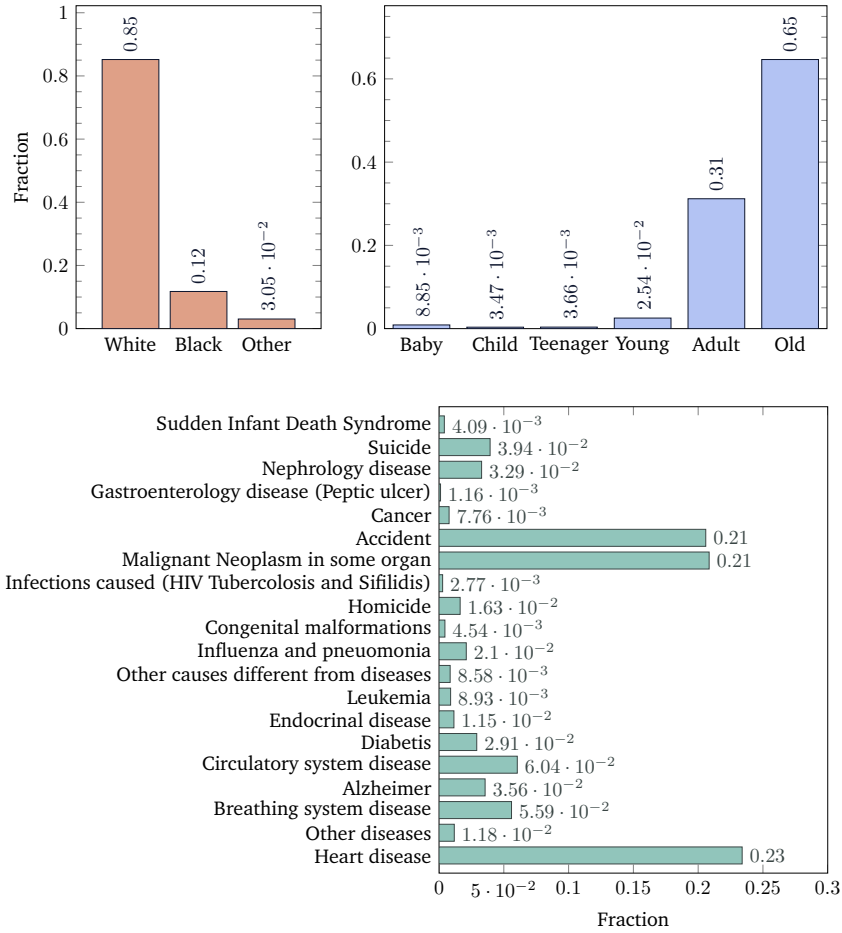 1
0.8
0.6
0.4
0.2
0
Fraction
0.85
0.12
3.05 · 10⁻²
White Black Other
0.6
0.4
0.2
0
8.85 · 10⁻³
3.47 · 10⁻³
3.66 · 10⁻³
2.54 · 10⁻²
0.31
0.65
Baby Child Teenager Young Adult Old
Sudden Infant Death Syndrome 4.09 · 10⁻³
Suicide 3.94 · 10⁻²
Nephrology disease 3.29 · 10⁻²
Gastroenterology disease (Peptic ulcer) 1.16 · 10⁻³
Cancer 7.76 · 10⁻³
Accident 0.21
Malignant Neoplasm in some organ 0.21
Infections caused (HIV Tubercolosis and Sifilidis) 2.77 · 10⁻³
Homicide 1.63 · 10⁻²
Congenital malformations 4.54 · 10⁻³
Influenza and pneuomonia 2.1 · 10⁻²
Other causes different from diseases 8.58 · 10⁻³
Leukemia 8.93 · 10⁻³
Endocrinal disease 1.15 · 10⁻²
Diabetis 2.91 · 10⁻²
Circulatory system disease 6.04 · 10⁻²
Alzheimer 3.56 · 10⁻²
Breathing system disease 5.59 · 10⁻²
Other diseases 1.18 · 10⁻²
Heart disease 0.23
0 5 · 10⁻² 0.1 0.15 0.2 0.25 0.3
Fraction